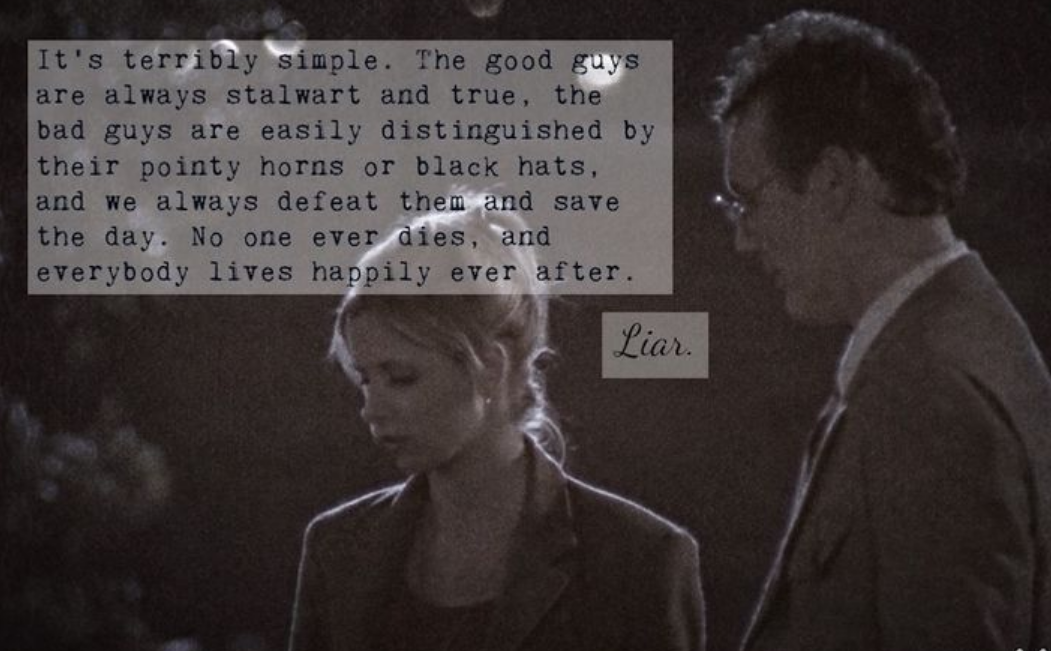 It's terribly simple. The good guys
are always stalwart and true, the
bad guys are easily distinguished by
their pointy horns or black hats,
and we always defeat them and save
the day. No one ever dies, and
everybody lives happily ever after.
Liar.